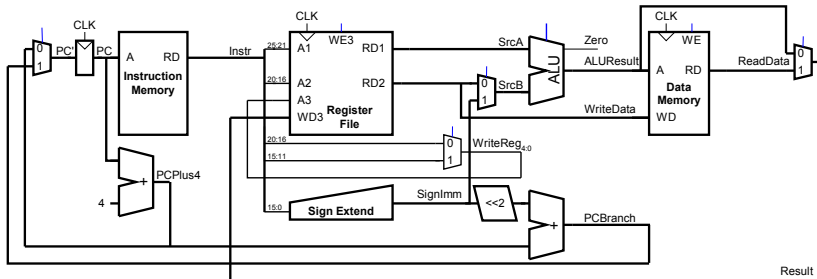 CLK
CLK
CLK
0
1
PC'
PC
A RD
Instruction
Memory
Instr
25:21
A1
WE3
RD1
SrcA
Zero
WE
20:16
A2
RD2
0
1
SrcB
ALU
ALUResult
A RD
ReadData
0
1
A3
Register
File
WD3
WriteData
Data
Memory
WD
20:16
0
WriteReg4:0
15:11
1
+
PCPlus4
4
SignImm
15:0
Sign Extend
<<2
+
PCBranch
Result